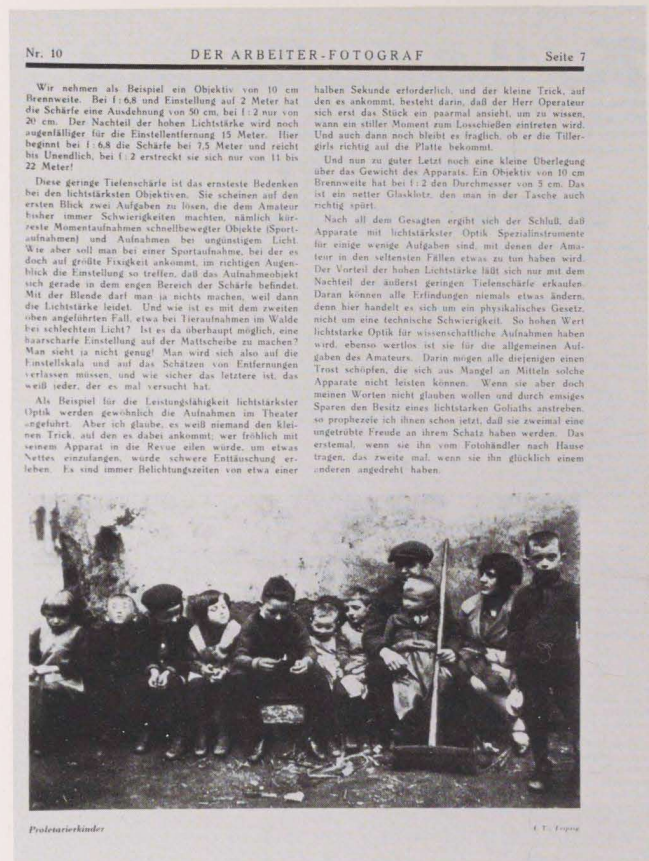 Nr. 10
DER ARBEITER-FOTOGRAF
Seite 7
Wir nehmen als Beispiel ein Objektiv von 10 cm
Brennweite. Bei f : 6,8 und Einstellung auf 2 Meter hat
die Schärfe eine Ausdehnung von 50 cm, bei f : 2 nur von
20 cm. Der Nachteil der hohen Lichtstärke wird noch
augenfälliger für die Einstellentfernung 15 Meter. Hier
beginnt bei f : 6,8 die Schärfe bei 7,5 Meter und reicht
bis Unendlich, bei f : 2 erstreckt sie sich nur von 11 bis
22 Meter!
Diese geringe Tiefenschärfe ist das ernsteste Bedenken
bei den lichtstärksten Objektiven. Sie scheinen auf den
ersten Blick zwei Aufgaben zu lösen, die dem Amateur
bisher immer Schwierigkeiten machten, nämlich kür-
zeste Momentaufnahmen schnellbewegter Objekte (Sport-
aufnahmen) und Aufnahmen bei ungünstigem Licht.
Wie aber soll man bei einer Sportaufnahme, bei der es
doch auf größte Fixigkeit ankommt, im richtigen Augen-
blick die Einstellung so treffen, daß das Aufnahmeobjekt
sich gerade in dem engen Bereich der Schärfe befindet.
Mit der Blende darf man ja nichts machen, weil dann
die Lichtstärke leidet. Und wie ist es mit dem zweiten
oben angeführten Fall, etwa bei Tieraufnahmen im Walde
bei schlechtem Licht? Ist es da überhaupt möglich, eine
haarscharfe Einstellung auf der Mattscheibe zu machen?
Man sieht ja nicht genug! Man wird sich also auf die
Einstellskala und auf das Schätzen von Entfernungen
verlassen müssen, und wie sicher das letztere ist, das
weiß jeder, der es mal versucht hat.
Als Beispiel für die Leistungsfähigkeit lichtstärkster
Optik werden gewöhnlich die Aufnahmen im Theater
angeführt. Aber ich glaube, es weiß niemand den klei-
nen Trick, auf den es dabei ankommt; wer fröhlich mit
seinem Apparat in die Revue eilen würde, um etwas
Nettes einzufangen, würde schwere Enttäuschung er-
leben. Es sind immer Belichtungszeiten von etwa einer
halben Sekunde erforderlich, und der kleine Trick, auf
den es ankommt, besteht darin, daß der Herr Operateur
sich erst das Stück ein paarmal ansieht, um zu wissen,
wann ein stiller Moment zum Losschießen eintreten wird.
Und auch dann noch bleibt es fraglich, ob er die Tiller-
girls richtig auf die Platte bekommt.
Und nun zu guter Letzt noch eine kleine Überlegung
über das Gewicht des Apparats. Ein Objektiv von 10 cm
Brennweite hat bei f : 2 den Durchmesser von 5 cm. Das
ist ein netter Glasklotz, den man in der Tasche auch
richtig spürt.
Nach all dem Gesagten ergibt sich der Schluß, daß
Apparate mit lichtstärkster Optik Spezialinstrumente
für einige wenige Aufgaben sind, mit denen der Ama-
teur in den seltensten Fällen etwas zu tun haben wird.
Der Vorteil der hohen Lichtstärke läßt sich nur mit dem
Nachteil der äußerst geringen Tiefenschärfe erkaufen.
Daran können alle Erfindungen niemals etwas ändern,
denn hier handelt es sich um ein physikalisches Gesetz,
nicht um eine technische Schwierigkeit. So hohen Wert
lichtstarke Optik für wissenschaftliche Aufnahmen haben
wird, ebenso wertlos ist sie für die allgemeinen Auf-
gaben des Amateurs. Darin mögen alle diejenigen einen
Trost schöpfen, die sich aus Mangel an Mitteln solche
Apparate nicht leisten können. Wenn sie aber doch
meinen Worten nicht glauben wollen und durch emsiges
Sparen den Besitz eines lichtstarken Goliaths anstreben,
so prophezeie ich ihnen schon jetzt, daß sie zweimal eine
ungetrübte Freude an ihrem Schatz haben werden. Das
erstemal, wenn sie ihn vom Fotohändler nach Hause
tragen, das zweite mal, wenn sie ihn glücklich einem
anderen angedreht haben.
Proletarierkinder
Leipzig